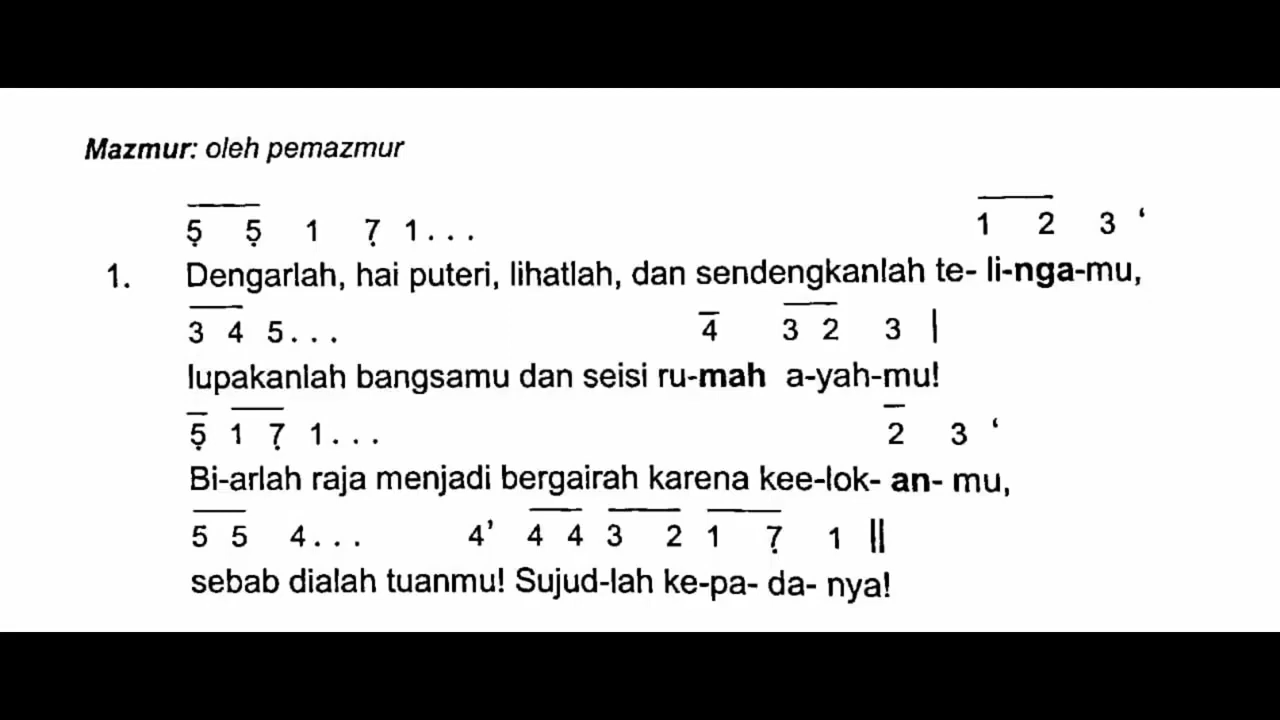 Mazmur: oleh pemazmur
5̣ 5̣ 1 7̣ 1... 1 2 3 ‘
1. Dengarlah, hai puteri, lihatlah, dan sendengkanlah te- li-nga-mu,
3 4 5... 4 3 2 3 |
lupakanlah bangsamu dan seisi ru-mah a-yah-mu!
5̣ 1 7̣ 1... 2 3 ‘
Bi-arlah raja menjadi bergairah karena kee-lok- an- mu,
5 5 4... 4’ 4 4 3 2 1 7̣ 1 ||
sebab dialah tuanmu! Sujud-lah ke-pa- da- nya!